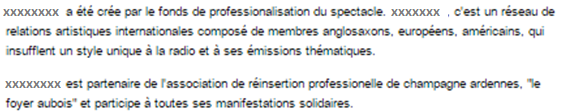 xxxxxxxx a été crée par le fonds de professionalisation du spectacle. xxxxxxx , c'est un réseau de
relations artistiques internationales composé de membres anglosaxons, européens, américains, qui
insufflent un style unique à la radio et à ses émissions thématiques.
xxxxxxxx est partenaire de l'association de réinsertion professionelle de champagne ardennes, "le
foyer aubois" et participe à toutes ses manifestations solidaires.